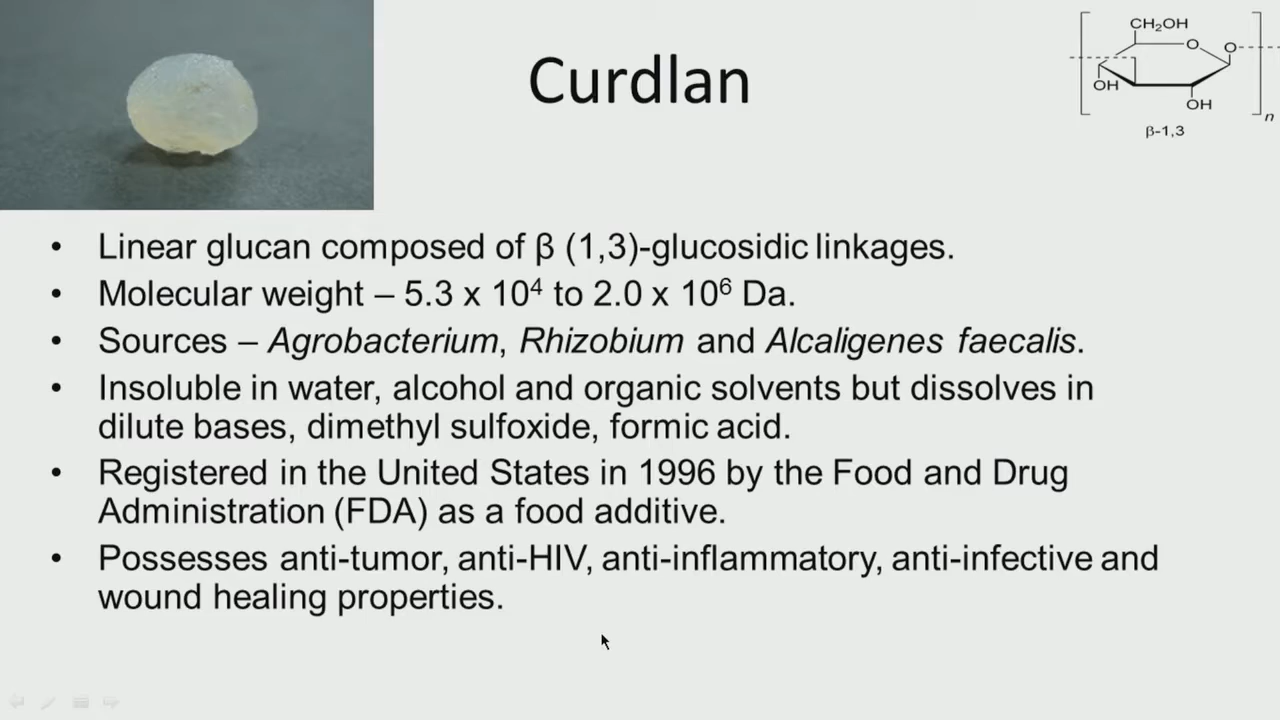 Curdlan
CH₂OH
O
O
OH
OH
n
β-1,3
• Linear glucan composed of β (1,3)-glucosidic linkages.
• Molecular weight – 5.3 x 10⁴ to 2.0 x 10⁶ Da.
• Sources – Agrobacterium, Rhizobium and Alcaligenes faecalis.
• Insoluble in water, alcohol and organic solvents but dissolves in
dilute bases, dimethyl sulfoxide, formic acid.
• Registered in the United States in 1996 by the Food and Drug
Administration (FDA) as a food additive.
• Possesses anti-tumor, anti-HIV, anti-inflammatory, anti-infective and
wound healing properties.